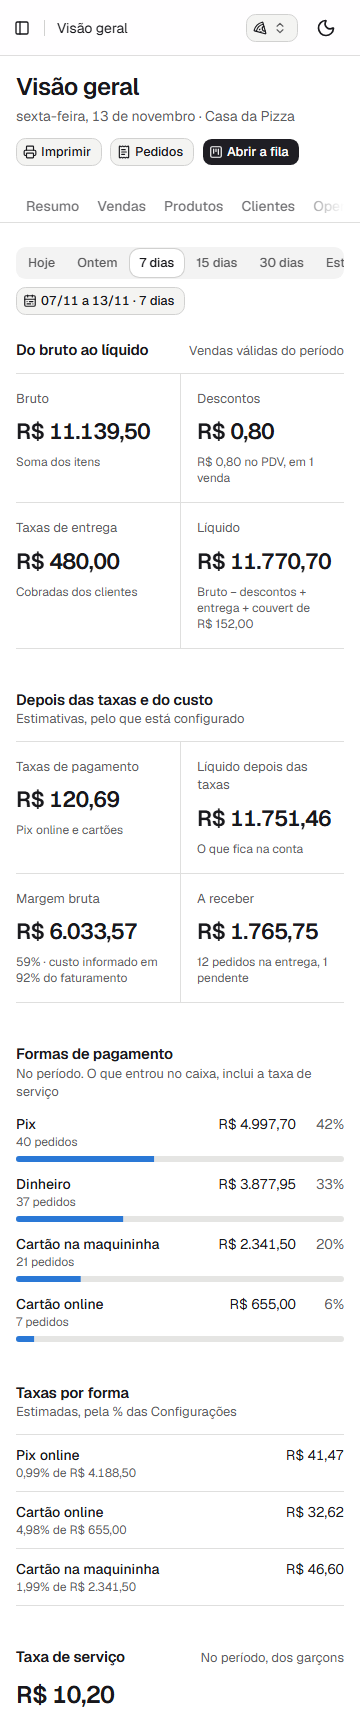 Visão geral
Visão geral
sexta-feira, 13 de novembro · Casa da Pizza
Imprimir
Pedidos
Abrir a fila
Resumo
Vendas
Produtos
Clientes
Ope
Hoje
Ontem
7 dias
15 dias
30 dias
Est
07/11 a 13/11 · 7 dias
Do bruto ao líquido
Vendas válidas do período
Bruto
R$ 11.139,50
Soma dos itens
Descontos
R$ 0,80
R$ 0,80 no PDV, em 1
venda
Taxas de entrega
R$ 480,00
Cobradas dos clientes
Líquido
R$ 11.770,70
Bruto − descontos +
entrega + couvert de
R$ 152,00
Depois das taxas e do custo
Estimativas, pelo que está configurado
Taxas de pagamento
R$ 120,69
Pix online e cartões
Líquido depois das
taxas
R$ 11.751,46
O que fica na conta
Margem bruta
R$ 6.033,57
59% · custo informado em
92% do faturamento
A receber
R$ 1.765,75
12 pedidos na entrega, 1
pendente
Formas de pagamento
No período. O que entrou no caixa, inclui a taxa de
serviço
Pix
R$ 4.997,70
42%
40 pedidos
Dinheiro
R$ 3.877,95
33%
37 pedidos
Cartão na maquininha
R$ 2.341,50
20%
21 pedidos
Cartão online
R$ 655,00
6%
7 pedidos
Taxas por forma
Estimadas, pela % das Configurações
Pix online
R$ 41,47
0,99% de R$ 4.188,50
Cartão online
R$ 32,62
4,98% de R$ 655,00
Cartão na maquininha
R$ 46,60
1,99% de R$ 2.341,50
Taxa de serviço
No período, dos garçons
R$ 10,20